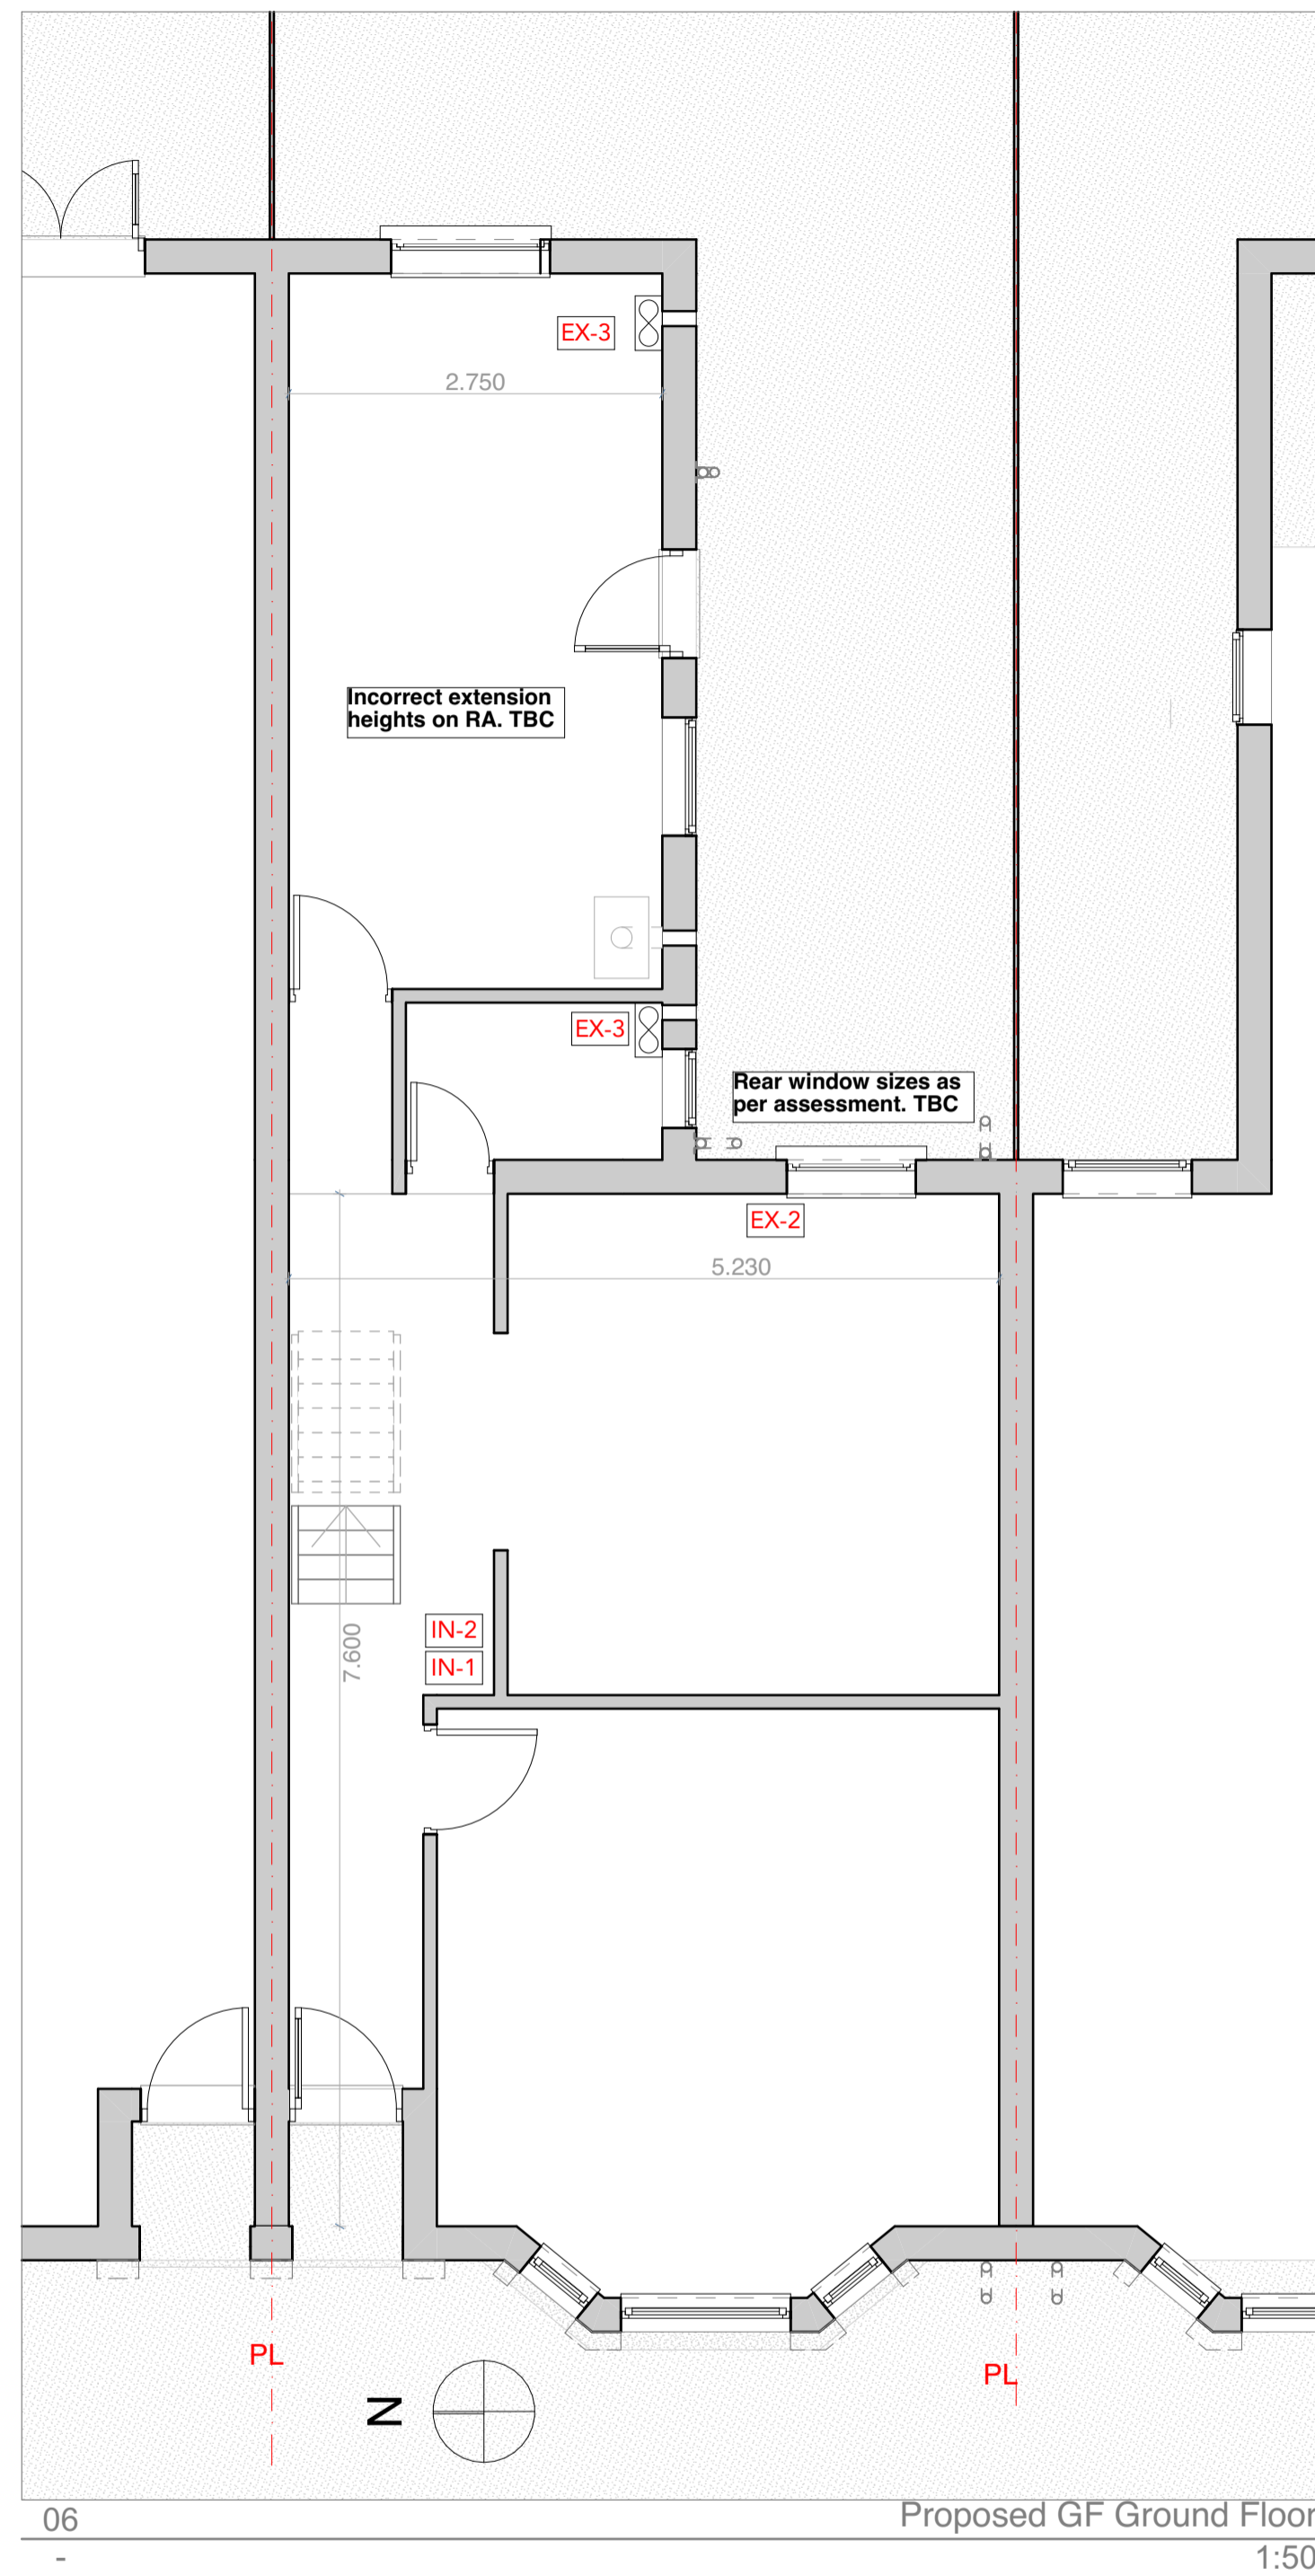 EX-3
2.750
Incorrect extension
heights on RA. TBC
EX-3
Rear window sizes as
per assessment. TBC
EX-2
5.230
IN-2
7.600
IN-1
PL
PL
N
06
Proposed GF Ground Floor
-
1:50